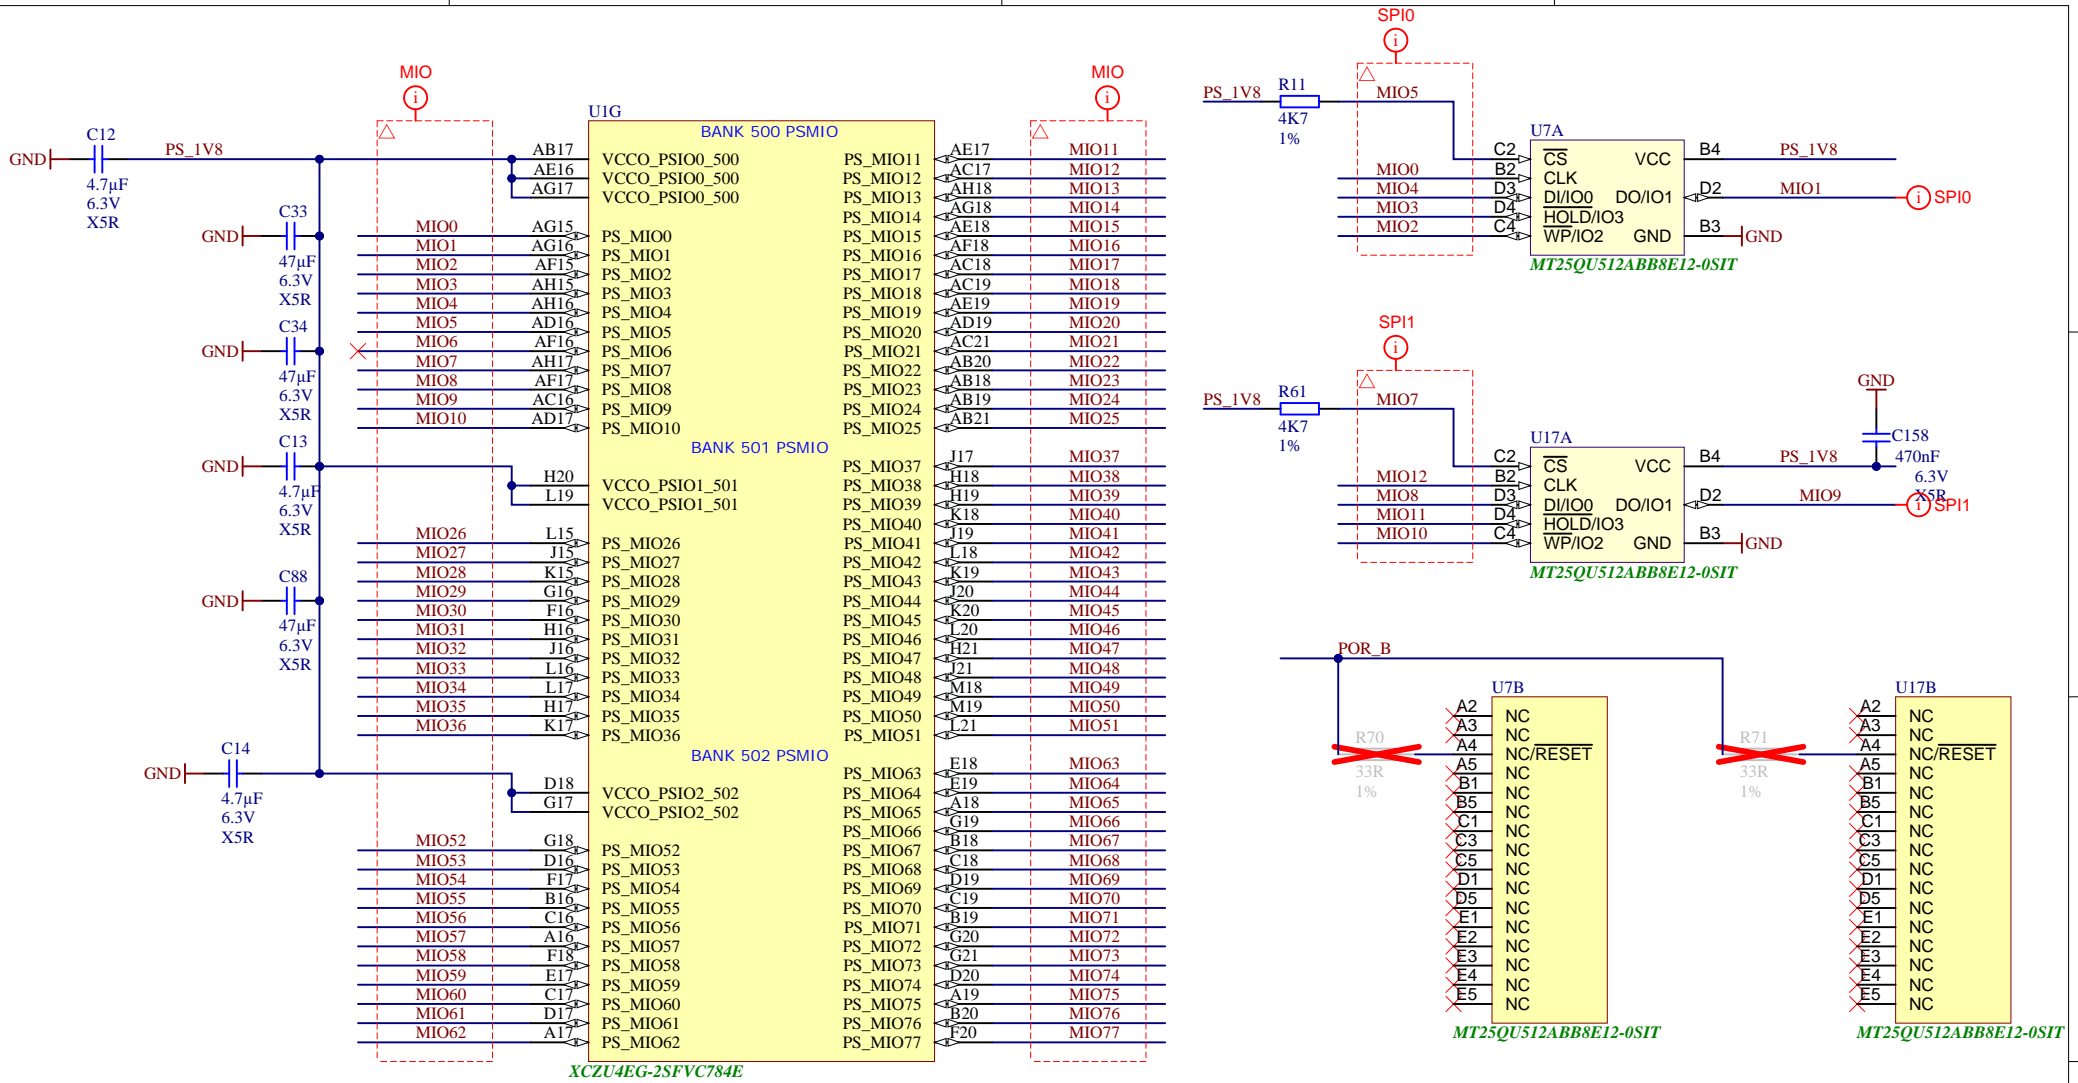 SPI0
i
MIO
i
MIO
i
C12
4.7µF
6.3V
X5R
GND
PS_1V8
C33
47µF
6.3V
X5R
GND
C34
47µF
6.3V
X5R
GND
C13
4.7µF
6.3V
X5R
GND
C88
47µF
6.3V
X5R
GND
C14
4.7µF
6.3V
X5R
GND
U1G
BANK 500 PSMIO
AB17 VCCO_PSIO0_500 PS_MIO11 AE17 MIO11
AE16 VCCO_PSIO0_500 PS_MIO12 AC17 MIO12
AG17 VCCO_PSIO0_500 PS_MIO13 AH18 MIO13
PS_MIO14 AG18 MIO14
MIO0 AG15 PS_MIO0 PS_MIO15 AE18 MIO15
MIO1 AG16 PS_MIO1 PS_MIO16 AF18 MIO16
MIO2 AF15 PS_MIO2 PS_MIO17 AC18 MIO17
MIO3 AH15 PS_MIO3 PS_MIO18 AC19 MIO18
MIO4 AH16 PS_MIO4 PS_MIO19 AE19 MIO19
MIO5 AD16 PS_MIO5 PS_MIO20 AD19 MIO20
MIO6 AF16 PS_MIO6 PS_MIO21 AC21 MIO21
MIO7 AH17 PS_MIO7 PS_MIO22 AB20 MIO22
MIO8 AF17 PS_MIO8 PS_MIO23 AB18 MIO23
MIO9 AC16 PS_MIO9 PS_MIO24 AB19 MIO24
MIO10 AD17 PS_MIO10 PS_MIO25 AB21 MIO25
BANK 501 PSMIO
PS_MIO37 J17 MIO37
H20 VCCO_PSIO1_501 PS_MIO38 H18 MIO38
L19 VCCO_PSIO1_501 PS_MIO39 H19 MIO39
PS_MIO40 K18 MIO40
MIO26 L15 PS_MIO26 PS_MIO41 J19 MIO41
MIO27 J15 PS_MIO27 PS_MIO42 L18 MIO42
MIO28 K15 PS_MIO28 PS_MIO43 K19 MIO43
MIO29 G16 PS_MIO29 PS_MIO44 J20 MIO44
MIO30 F16 PS_MIO30 PS_MIO45 K20 MIO45
MIO31 H16 PS_MIO31 PS_MIO46 L20 MIO46
MIO32 J16 PS_MIO32 PS_MIO47 H21 MIO47
MIO33 L16 PS_MIO33 PS_MIO48 J21 MIO48
MIO34 L17 PS_MIO34 PS_MIO49 M18 MIO49
MIO35 H17 PS_MIO35 PS_MIO50 M19 MIO50
MIO36 K17 PS_MIO36 PS_MIO51 L21 MIO51
BANK 502 PSMIO
PS_MIO63 E18 MIO63
D18 VCCO_PSIO2_502 PS_MIO64 E19 MIO64
G17 VCCO_PSIO2_502 PS_MIO65 A18 MIO65
PS_MIO66 G19 MIO66
MIO52 G18 PS_MIO52 PS_MIO67 B18 MIO67
MIO53 D16 PS_MIO53 PS_MIO68 C18 MIO68
MIO54 F17 PS_MIO54 PS_MIO69 D19 MIO69
MIO55 B16 PS_MIO55 PS_MIO70 C19 MIO70
MIO56 C16 PS_MIO56 PS_MIO71 B19 MIO71
MIO57 A16 PS_MIO57 PS_MIO72 G20 MIO72
MIO58 F18 PS_MIO58 PS_MIO73 G21 MIO73
MIO59 E17 PS_MIO59 PS_MIO74 D20 MIO74
MIO60 C17 PS_MIO60 PS_MIO75 A19 MIO75
MIO61 D17 PS_MIO61 PS_MIO76 B20 MIO76
MIO62 A17 PS_MIO62 PS_MIO77 F20 MIO77
XCZU4EG-2SFVC784E
PS_1V8 R11 MIO5
4K7
1%
U7A
C2 CS VCC B4 PS_1V8
MIO0 B2 CLK
MIO4 D3 DI/IO0 DO/IO1 D2 MIO1 i SPI0
MIO3 D4 HOLD/IO3
MIO2 C4 WP/IO2 GND B3 GND
MT25QU512ABB8E12-0SIT
SPI1
i
PS_1V8 R61 MIO7
4K7
1%
GND
C158
470nF
6.3V
X5R
U17A
C2 CS VCC B4 PS_1V8
MIO12 B2 CLK
MIO8 D3 DI/IO0 DO/IO1 D2 MIO9 i SPI1
MIO11 D4 HOLD/IO3
MIO10 C4 WP/IO2 GND B3 GND
MT25QU512ABB8E12-0SIT
POR_B
R70
33R
1%
U7B
A2 NC
A3 NC
A4 NC/RESET
A5 NC
B1 NC
B5 NC
C1 NC
C3 NC
C5 NC
D1 NC
D5 NC
E1 NC
E2 NC
E3 NC
E4 NC
E5 NC
MT25QU512ABB8E12-0SIT
R71
33R
1%
U17B
A2 NC
A3 NC
A4 NC/RESET
A5 NC
B1 NC
B5 NC
C1 NC
C3 NC
C5 NC
D1 NC
D5 NC
E1 NC
E2 NC
E3 NC
E4 NC
E5 NC
MT25QU512ABB8E12-0SIT